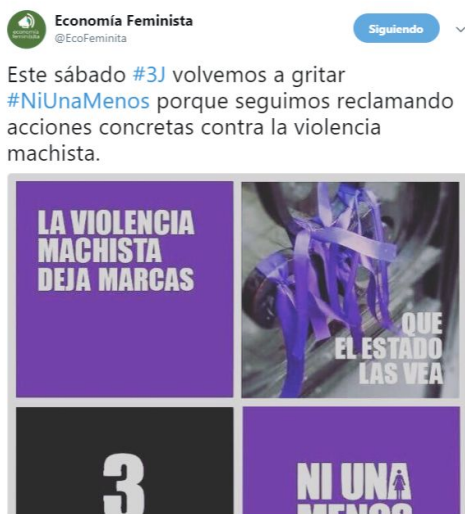 Economía Feminista
@EcoFeminita
Siguiendo
Este sábado #3J volvemos a gritar
#NiUnaMenos porque seguimos reclamando
acciones concretas contra la violencia
machista.
LA VIOLENCIA
MACHISTA
DEJA MARCAS
QUE
EL ESTADO
LAS VEA
3
NI UNA
MENOS